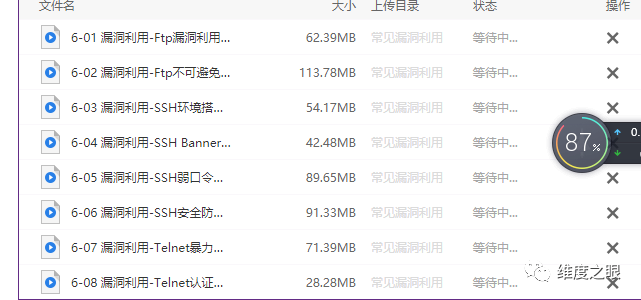 文件名 大小 上传目录 状态 操作
6-01 漏洞利用-Ftp漏洞利用... 62.39MB 常见漏洞利用 等待中...
6-02 漏洞利用-Ftp不可避免... 113.78MB 常见漏洞利用 等待中...
6-03 漏洞利用-SSH环境搭... 54.17MB 常见漏洞利用 等待中...
6-04 漏洞利用-SSH Banner... 42.48MB 常见漏洞利用 等待中...
87%
0.
6-05 漏洞利用-SSH弱口令... 89.65MB 常见漏洞利用 等待中...
6-06 漏洞利用-SSH安全防... 91.33MB 常见漏洞利用 等待中...
6-07 漏洞利用-Telnet暴力... 71.39MB 常见漏洞利用 等待中...
6-08 漏洞利用-Telnet认证... 28.28MB 常见漏洞利用 等待中...
维度之眼